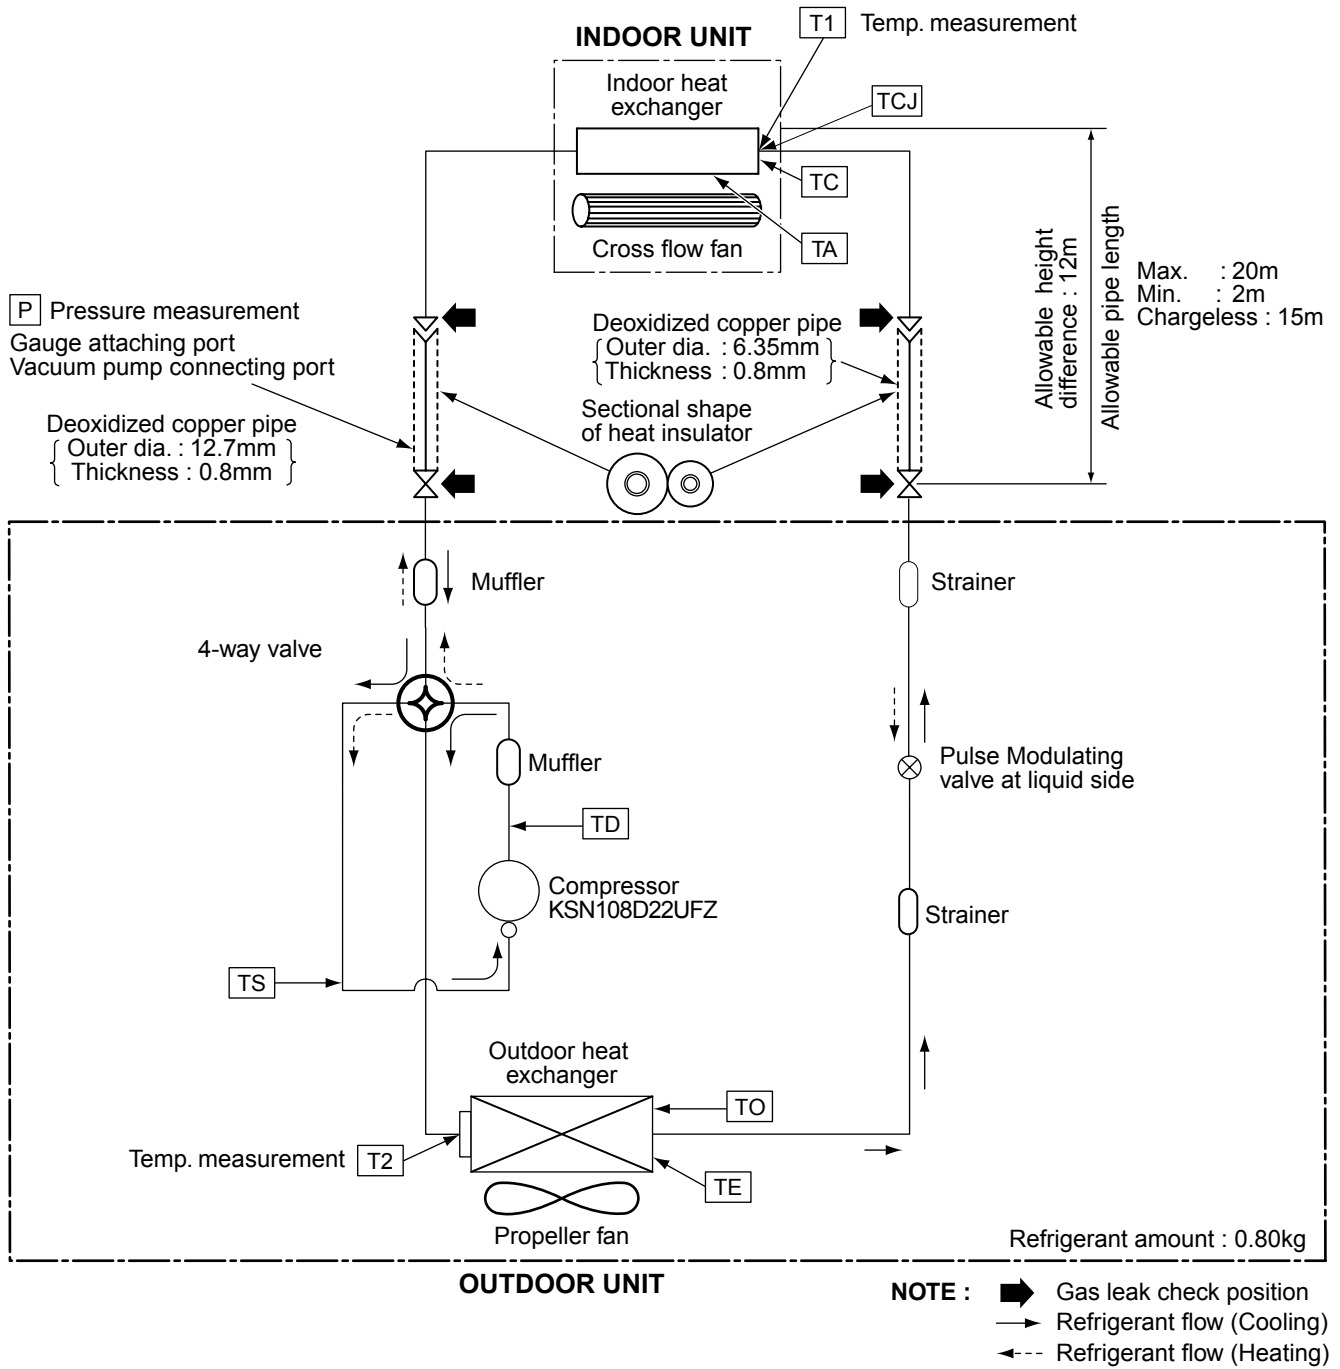 T1 Temp. measurement
INDOOR UNIT
Indoor heat
exchanger
TCJ
TC
Cross flow fan
TA
Allowable height
difference : 12m
Allowable pipe length
Max. : 20m
Min. : 2m
Chargeless : 15m
P Pressure measurement
Gauge attaching port
Vacuum pump connecting port
Deoxidized copper pipe
Outer dia. : 12.7mm
Thickness : 0.8mm
Deoxidized copper pipe
Outer dia. : 6.35mm
Thickness : 0.8mm
Sectional shape
of heat insulator
Muffler
Strainer
4-way valve
Muffler
Pulse Modulating
valve at liquid side
TD
Compressor
KSN108D22UFZ
Strainer
TS
Outdoor heat
exchanger
TO
Temp. measurement T2
TE
Propeller fan
Refrigerant amount : 0.80kg
OUTDOOR UNIT
NOTE : Gas leak check position
Refrigerant flow (Cooling)
Refrigerant flow (Heating)